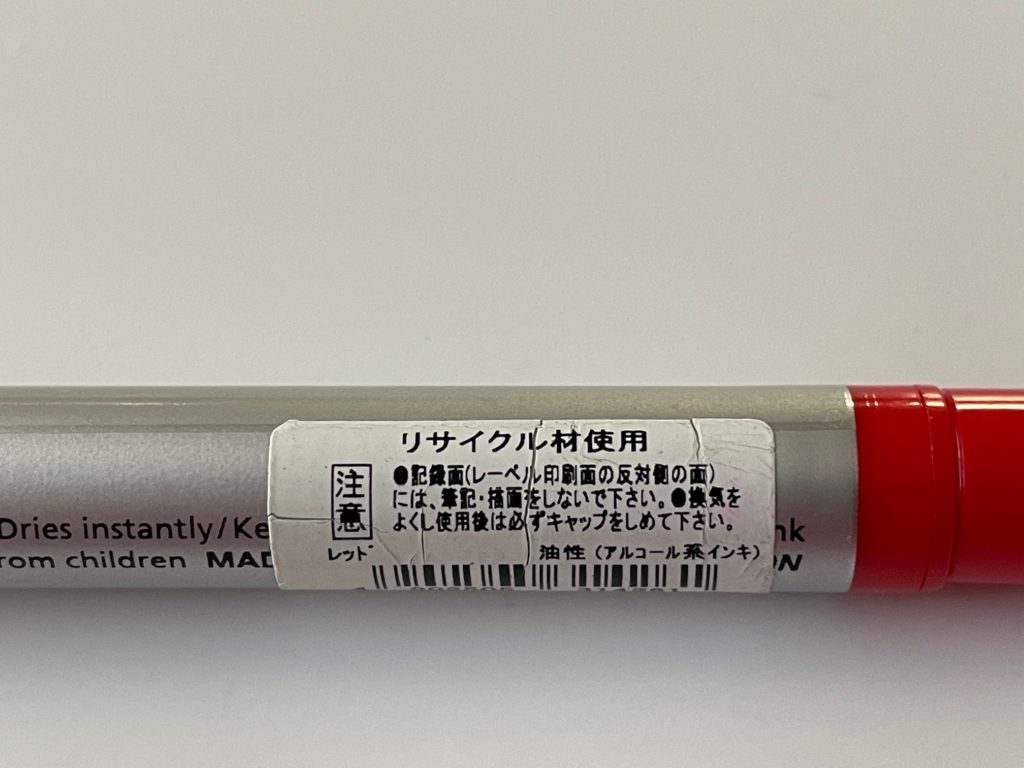 リサイクル材使用
注意
●記録面(レーベル印刷面の反対側の面)
には、筆記・描画をしないで下さい。●換気を
よくし使用後は必ずキャップをしめて下さい。
レッド
油性(アルコール系インキ)
Dries instantly/Ke
nk
from children MAD
ON